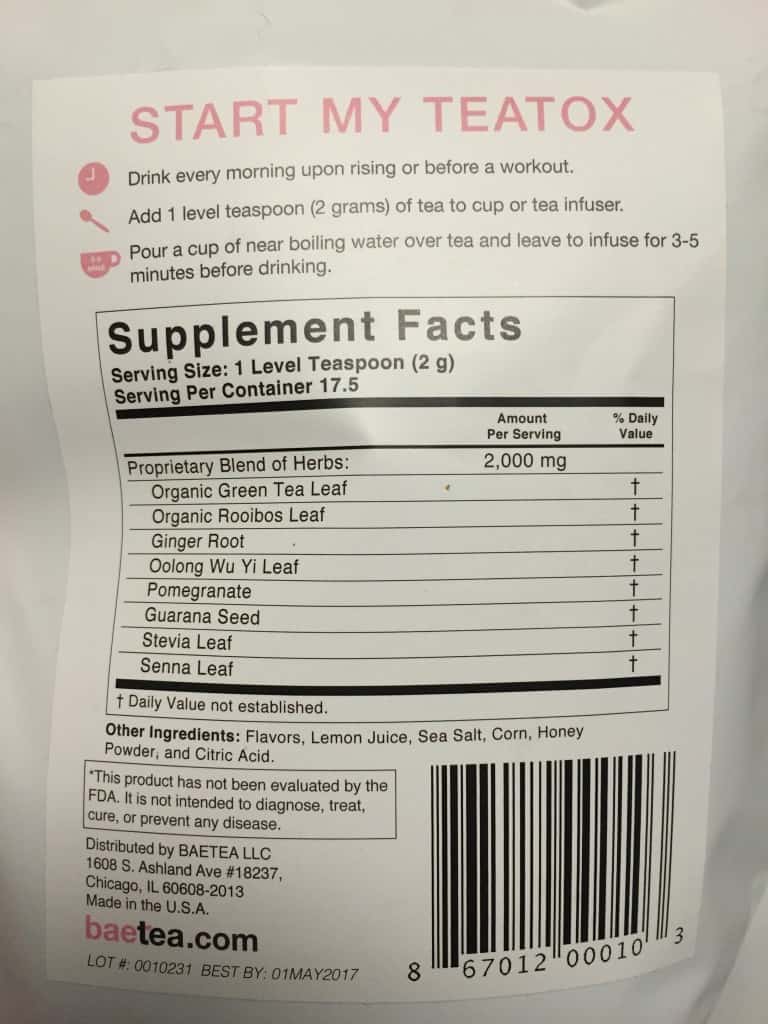 START MY TEATOX
Drink every morning upon rising or before a workout.
Add 1 level teaspoon (2 grams) of tea to cup or tea infuser.
Pour a cup of near boiling water over tea and leave to infuse for 3-5
minutes before drinking.
Supplement Facts
Serving Size: 1 Level Teaspoon (2 g)
Serving Per Container 17.5
Amount Per Serving % Daily Value
Proprietary Blend of Herbs: 2,000 mg
Organic Green Tea Leaf †
Organic Rooibos Leaf †
Ginger Root †
Oolong Wu Yi Leaf †
Pomegranate †
Guarana Seed †
Stevia Leaf †
Senna Leaf †
† Daily Value not established.
Other Ingredients: Flavors, Lemon Juice, Sea Salt, Corn, Honey
Powder, and Citric Acid.
*This product has not been evaluated by the
FDA. It is not intended to diagnose, treat,
cure, or prevent any disease.
Distributed by BAETEA LLC
1608 S. Ashland Ave #18237,
Chicago, IL 60608-2013
Made in the U.S.A.
baetea.com
LOT #: 0010231 BEST BY: 01MAY2017
8 67012 00010 3